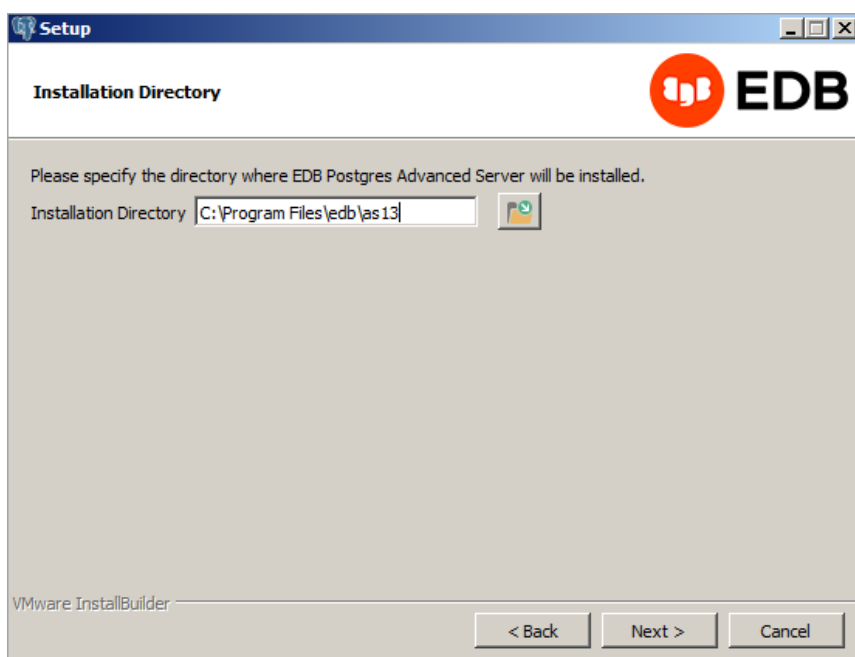 Setup
Installation Directory
EDB
Please specify the directory where EDB Postgres Advanced Server will be installed.
Installation Directory C:\Program Files\edb\as13
VMware InstallBuilder
< Back Next > Cancel